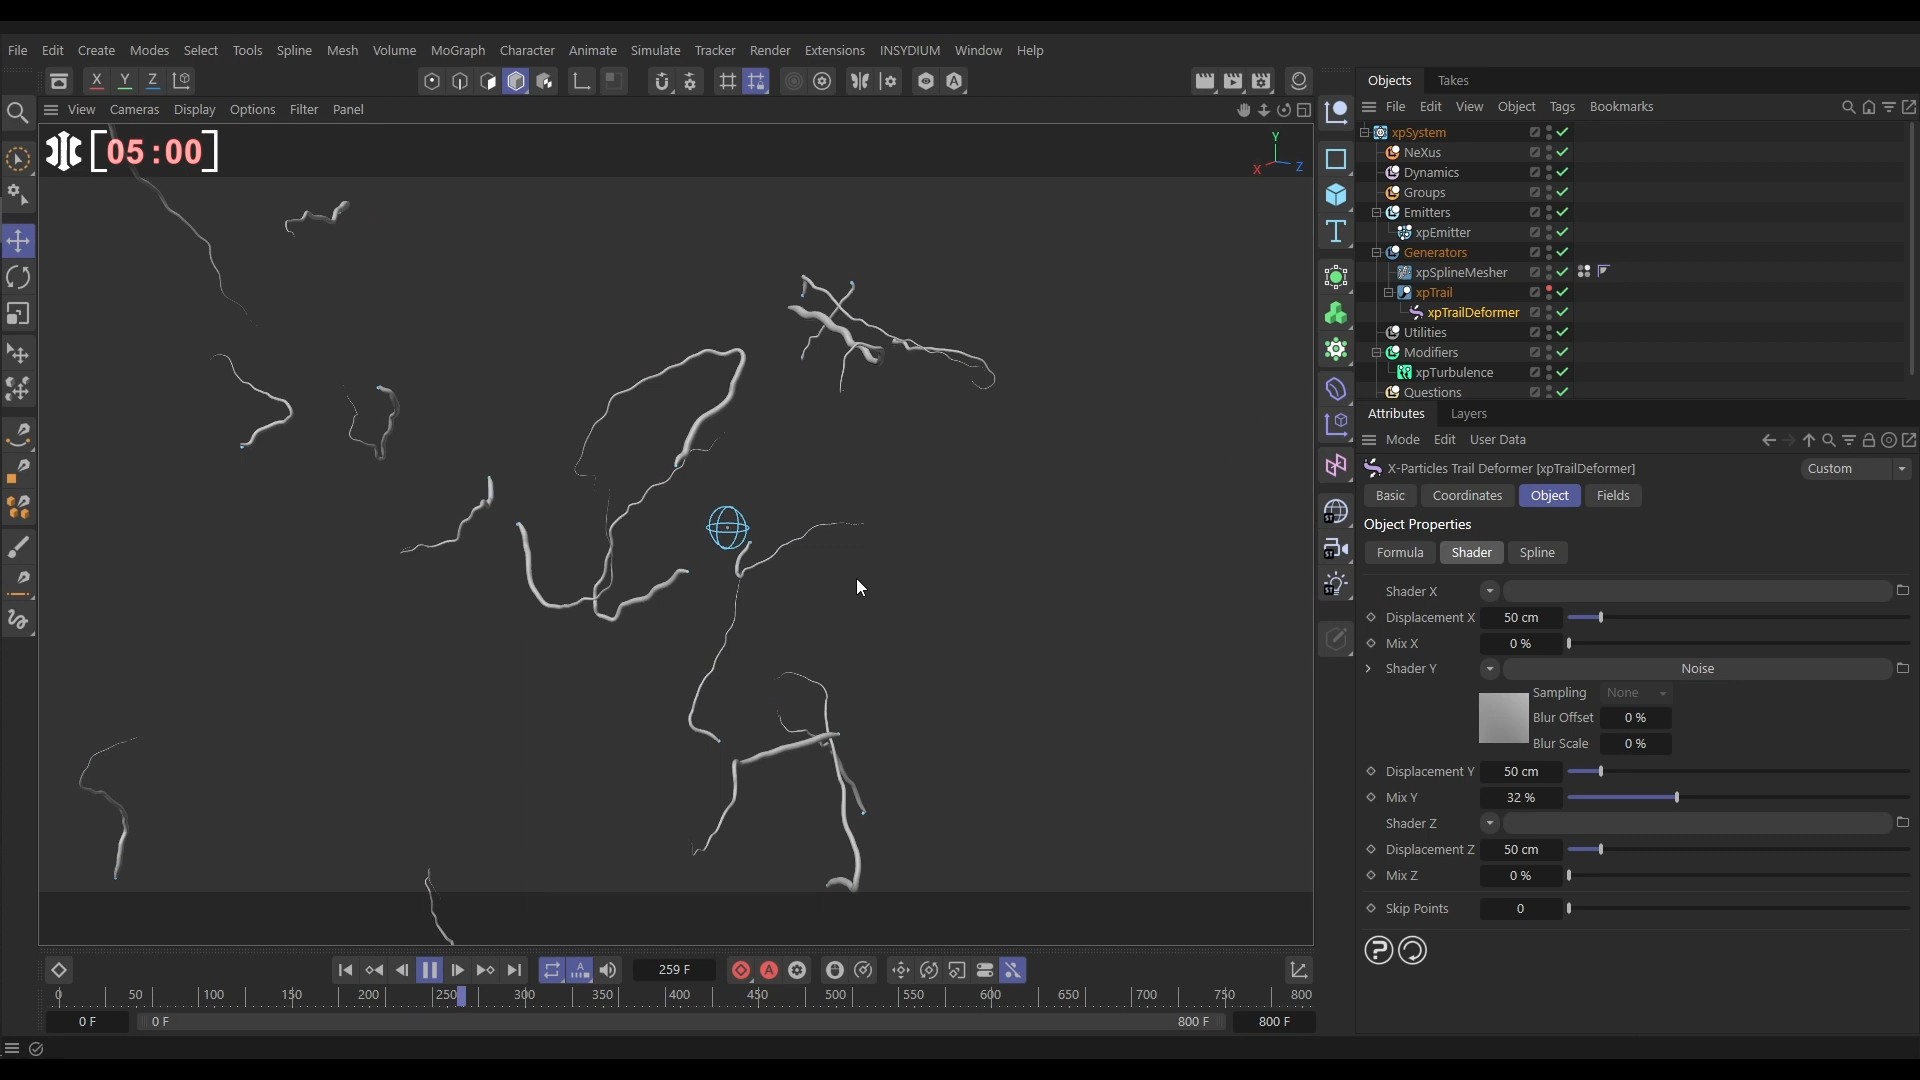 File Edit Create Modes Select Tools Spline Mesh Volume MoGraph Character Animate Simulate Tracker Render Extensions INSYDIUM Window Help
X Y Z
View Cameras Display Options Filter Panel
[05:00]
Y
X Z
Objects Takes
File Edit View Object Tags Bookmarks
xpSystem
NeXus
Dynamics
Groups
Emitters
xpEmitter
Generators
xpSplineMesher
xpTrail
xpTrailDeformer
Utilities
Modifiers
xpTurbulence
Questions
Attributes Layers
Mode Edit User Data
X-Particles Trail Deformer [xpTrailDeformer] Custom
Basic Coordinates Object Fields
Object Properties
Formula Shader Spline
Shader X
Displacement X 50 cm
Mix X 0 %
Shader Y Noise
Sampling None
Blur Offset 0 %
Blur Scale 0 %
Displacement Y 50 cm
Mix Y 32 %
Shader Z
Displacement Z 50 cm
Mix Z 0 %
Skip Points 0
259 F
0 50 100 150 200 250 300 350 400 450 500 550 600 650 700 750 800
0 F 0 F 800 F 800 F